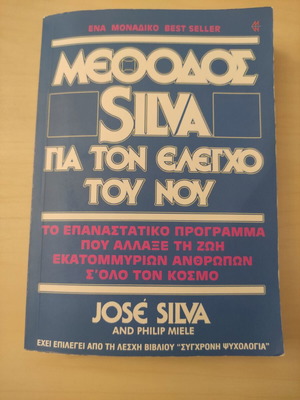 ΕΝΑ ΜΟΝΑΔΙΚΟ BEST SELLER
ΜΕΘΟΔΟΣ
SILVA
ΓΙΑ ΤΟΝ ΕΛΕΓΧΟ
ΤΟΥ ΝΟΥ
ΤΟ ΕΠΑΝΑΣΤΑΤΙΚΟ ΠΡΟΓΡΑΜΜΑ
ΠΟΥ ΑΛΛΑΞΕ ΤΗ ΖΩΗ
ΕΚΑΤΟΜΜΥΡΙΩΝ ΑΝΘΡΩΠΩΝ
Σ'ΟΛΟ ΤΟΝ ΚΟΣΜΟ
JOSÉ SILVA
AND PHILIP MIELE
ΕΧΕΙ ΕΠΙΛΕΓΕΙ ΑΠΟ ΤΗ ΛΕΣΧΗ ΒΙΒΛΙΟΥ "ΣΥΓΧΡΟΝΗ ΨΥΧΟΛΟΓΙΑ"